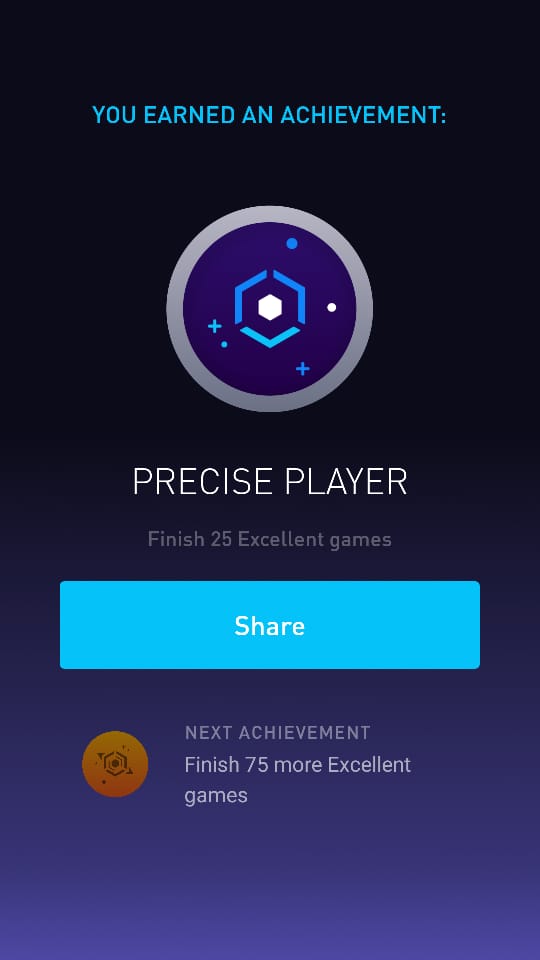 YOU EARNED AN ACHIEVEMENT:
PRECISE PLAYER
Finish 25 Excellent games
Share
NEXT ACHIEVEMENT
Finish 75 more Excellent
games